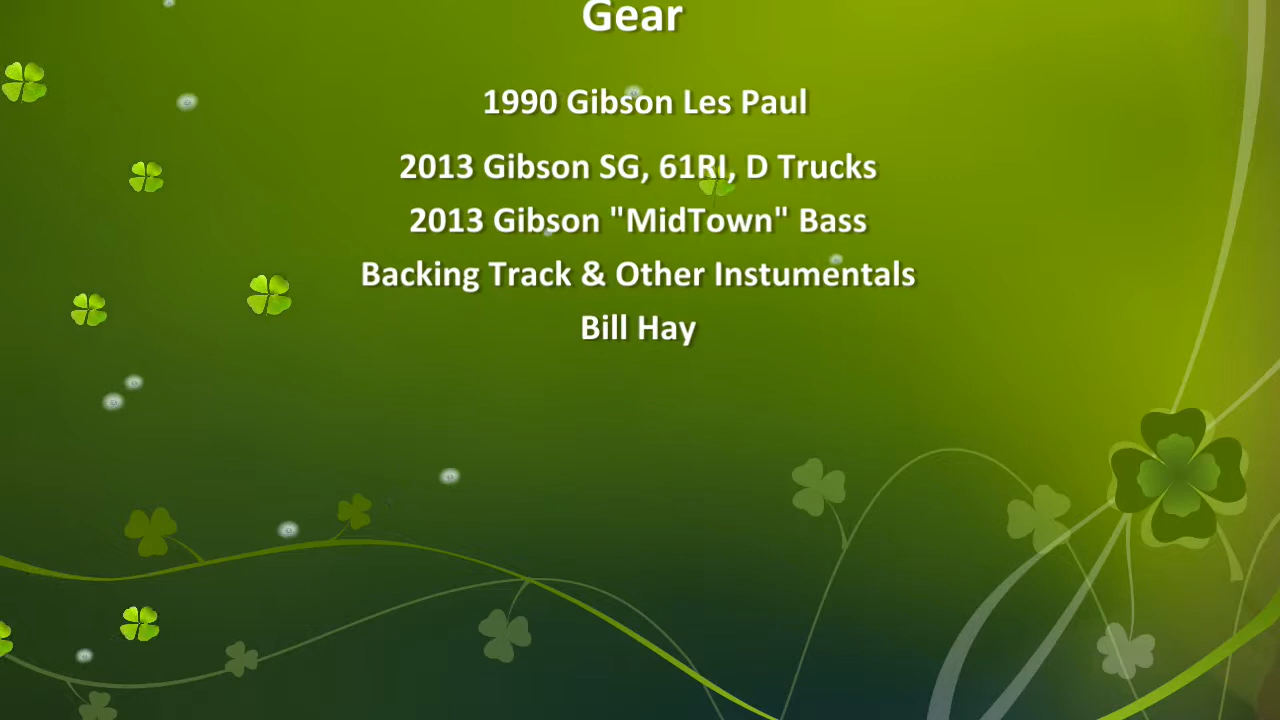 Gear
1990 Gibson Les Paul
2013 Gibson SG, 61RI, D Trucks
2013 Gibson "MidTown" Bass
Backing Track & Other Instumentals
Bill Hay